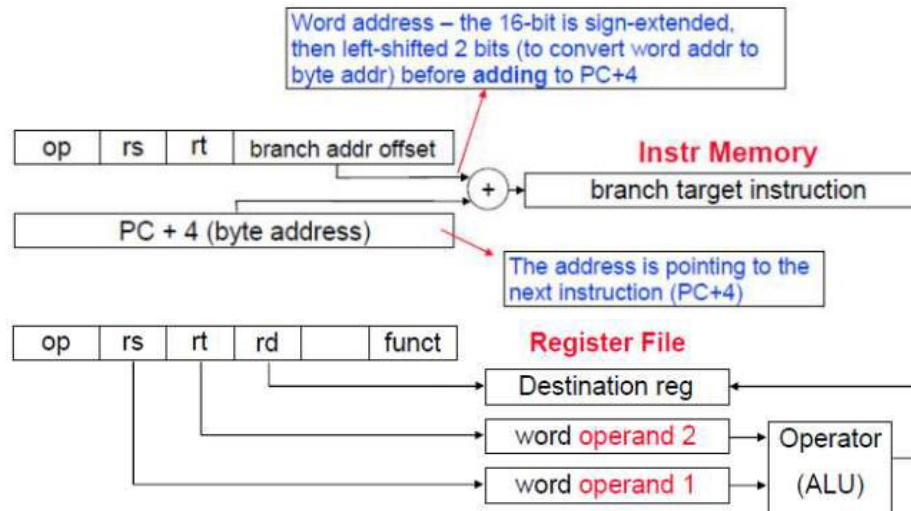 Word address – the 16-bit is sign-extended,
then left-shifted 2 bits (to convert word addr to
byte addr) before adding to PC+4
op rs rt branch addr offset
Instr Memory
+
branch target instruction
PC + 4 (byte address)
The address is pointing to the
next instruction (PC+4)
op rs rt rd funct
Register File
Destination reg
word operand 2
word operand 1
Operator
(ALU)